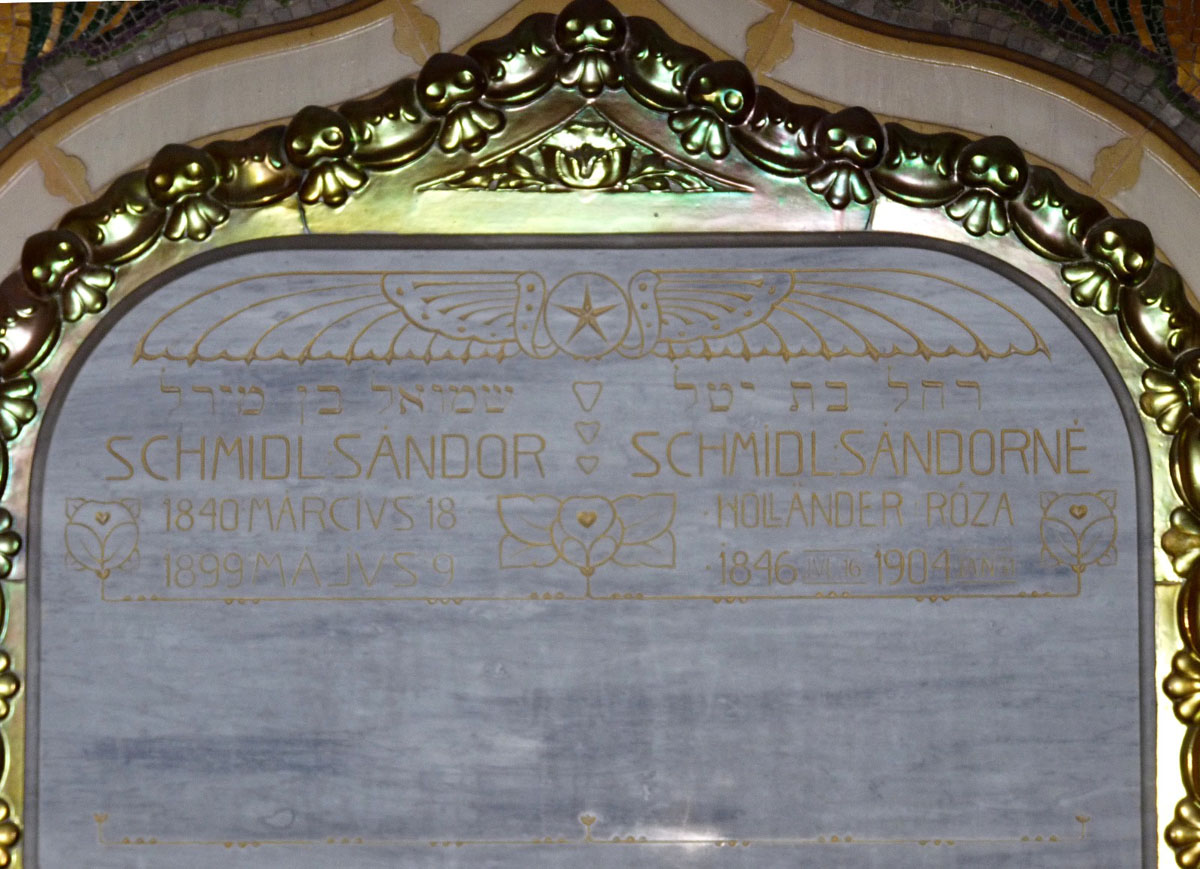 שמואל בן מירל
SCHMIDL SÁNDOR
1840 MÁRCIVS 18
1899 MAJVS 9
רחל בת יטל
SCHMIDL SÁNDORNÉ
HOLLÄNDER RÓZA
1846 1904